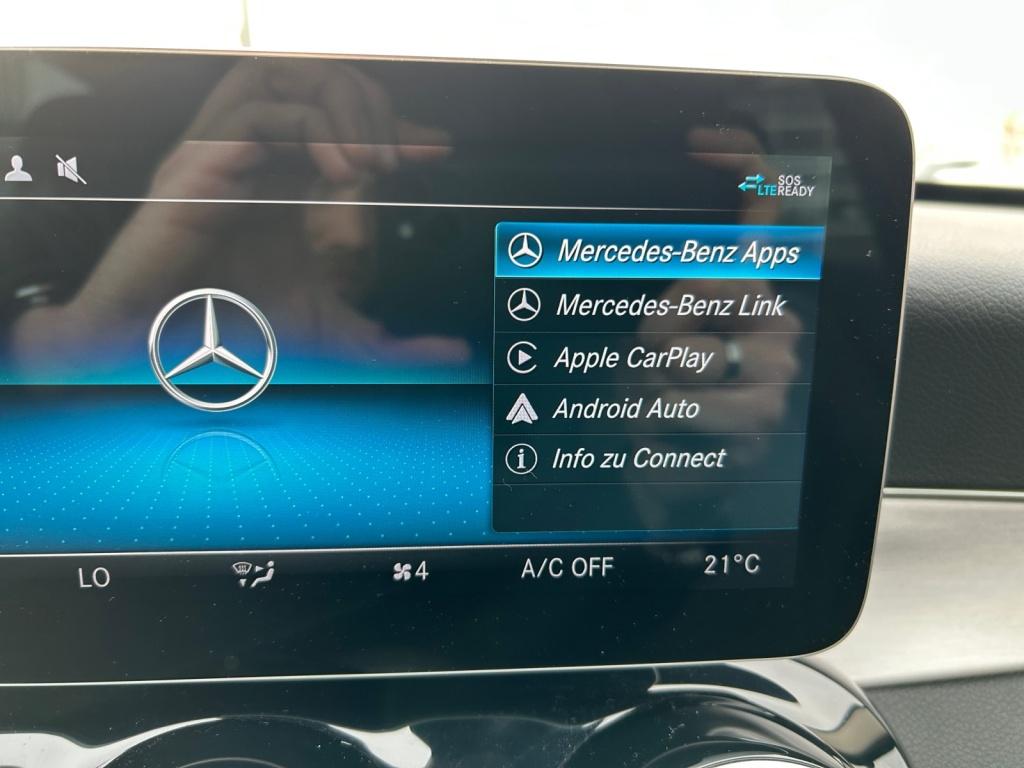 SOS
LTE READY
Mercedes-Benz Apps
Mercedes-Benz Link
Apple CarPlay
Android Auto
Info zu Connect
LO 4 A/C OFF 21°C